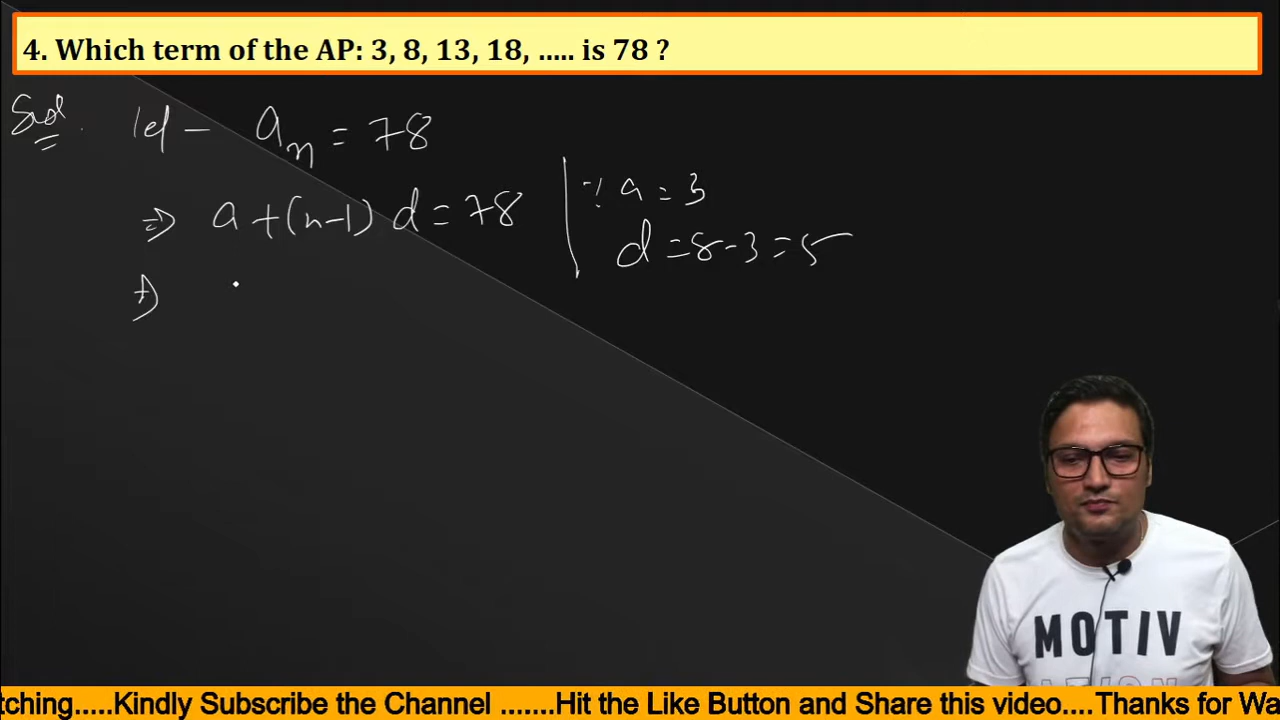 4. Which term of the AP: 3, 8, 13, 18, ..... is 78 ?
Sol. let - aₙ = 78
⇒ a + (n-1) d = 78
∵ a = 3
d = 8 - 3 = 5
⇒
MOTIV
tching.....Kindly Subscribe the Channel .......Hit the Like Button and Share this video....Thanks for Wa